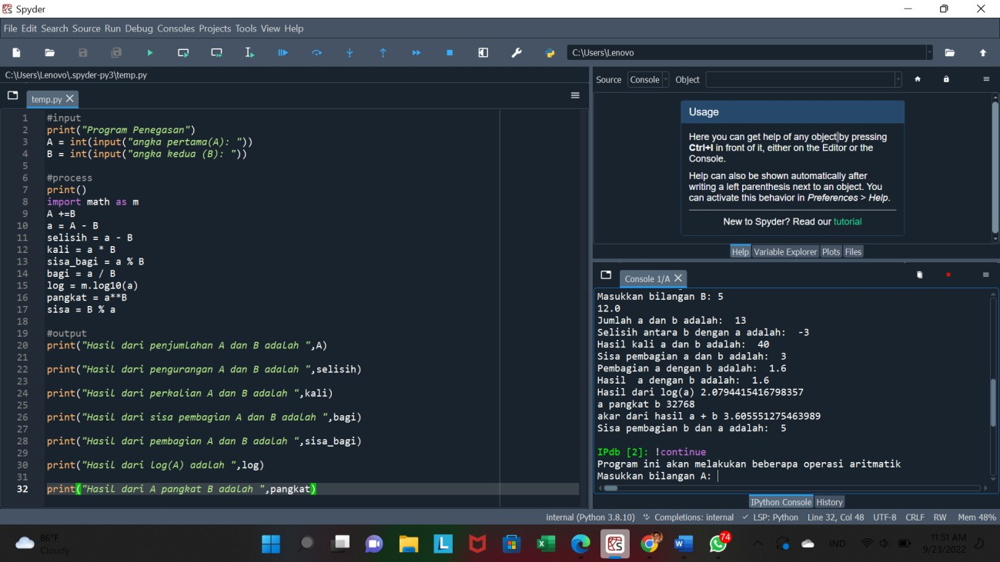 Spyder
File Edit Search Source Run Debug Consoles Projects Tools View Help
C:\Users\Lenovo
C:\Users\Lenovo\.spyder-py3\temp.py
temp.py
1 #input
2 print("Program Penegasan")
3 A = int(input("angka pertama(A): "))
4 B = int(input("angka kedua (B): "))
5
6 #process
7 print()
8 import math as m
9 A +=B
10 a = A - B
11 selisih = a - B
12 kali = a * B
13 sisa_bagi = a % B
14 bagi = a / B
15 log = m.log10(a)
16 pangkat = a**B
17 sisa = B % a
18
19 #output
20 print("Hasil dari penjumlahan A dan B adalah ",A)
21
22 print("Hasil dari pengurangan A dan B adalah ",selisih)
23
24 print("Hasil dari perkalian A dan B adalah ",kali)
25
26 print("Hasil dari sisa pembagian A dan B adalah ",bagi)
27
28 print("Hasil dari pembagian A dan B adalah ",sisa_bagi)
29
30 print("Hasil dari log(A) adalah ",log)
31
32 print("Hasil dari A pangkat B adalah ",pangkat)
Source Console Object
Usage
Here you can get help of any object by pressing
Ctrl+I in front of it, either on the Editor or the
Console.
Help can also be shown automatically after
writing a left parenthesis next to an object. You
can activate this behavior in Preferences > Help.
New to Spyder? Read our tutorial
Help Variable Explorer Plots Files
Console 1/A
Masukkan bilangan B: 5
12.0
Jumlah a dan b adalah:  13
Selisih antara b dengan a adalah:  -3
Hasil kali a dan b adalah:  40
Sisa pembagian a dan b adalah:  3
Pembagian a dengan b adalah:  1.6
Hasil  a dengan b adalah:  1.6
Hasil dari log(a) 2.0794415416798357
a pangkat b 32768
akar dari hasil a + b 3.605551275463989
Sisa pembagian b dan a adalah:  5
IPdb [2]: !continue
Program ini akan melakukan beberapa operasi aritmatik
Masukkan bilangan A:
IPython Console History
internal (Python 3.8.10) Completions: internal LSP: Python Line 32, Col 48 UTF-8 CRLF RW Mem 48%
86°F
Cloudy
74
IND
11:51 AM
9/23/2022